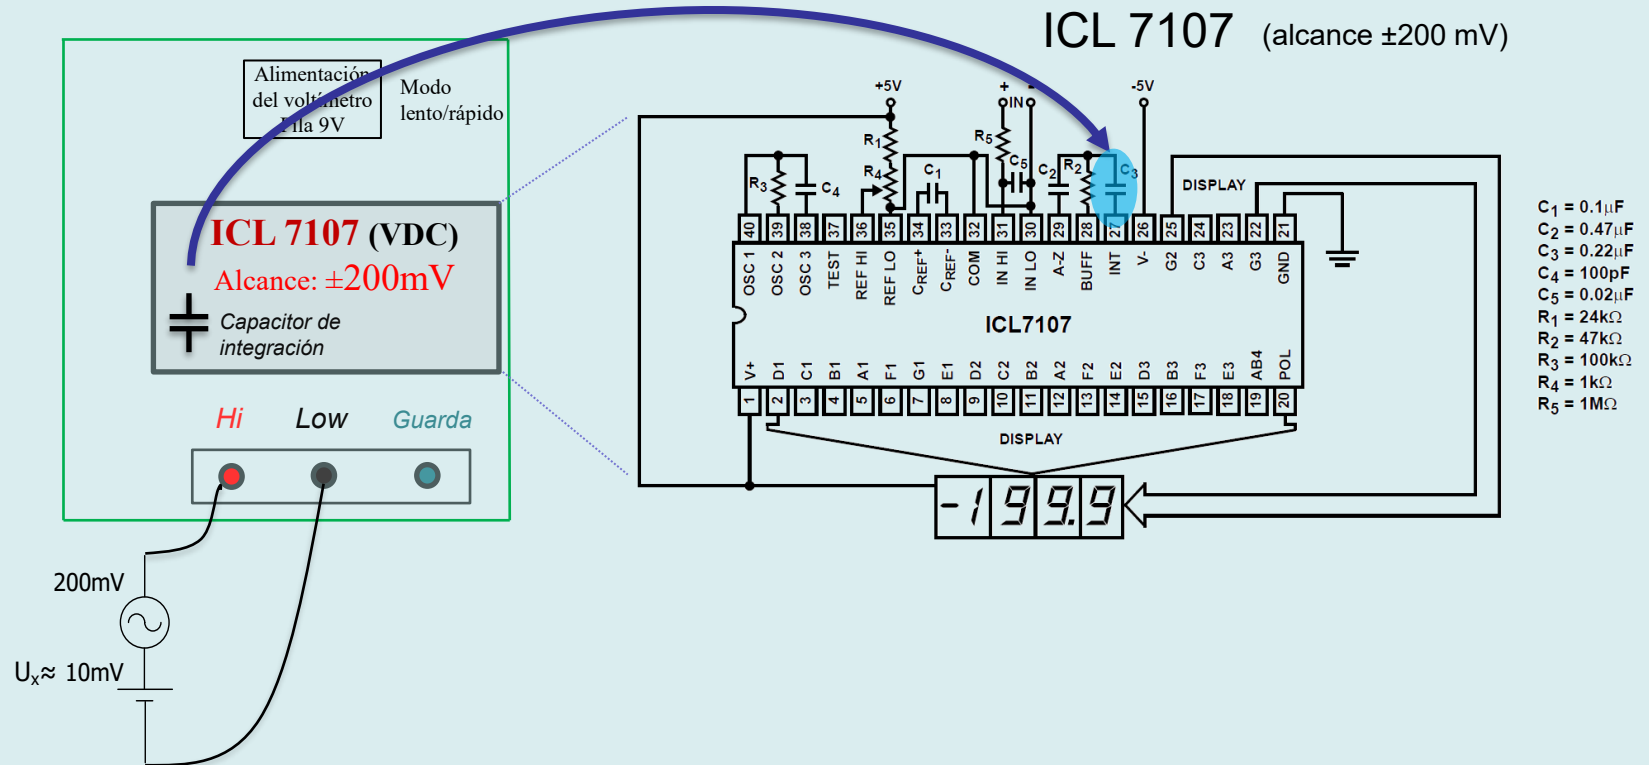 ICL 7107 (alcance ±200 mV)
Alimentación
del voltímetro
Pila 9V
Modo
lento/rápido
ICL 7107 (VDC)
Alcance: ±200mV
Capacitor de
integración
Hi Low Guarda
200mV
Ux≈ 10mV
+5V + IN - -5V
R1
R5
R4
R3 C4 C1 C5 C2 R2 C3
DISPLAY
40 39 38 37 36 35 34 33 32 31 30 29 28 27 26 25 24 23 22 21
OSC 1
OSC 2
OSC 3
TEST
REF HI
REF LO
CREF+
CREF-
COM
IN HI
IN LO
A-Z
BUFF
INT
V-
G2
C3
A3
G3
GND
ICL7107
V+
D1
C1
B1
A1
F1
G1
E1
D2
C2
B2
A2
F2
E2
D3
B3
F3
E3
AB4
POL
1 2 3 4 5 6 7 8 9 10 11 12 13 14 15 16 17 18 19 20
DISPLAY
-199.9
C1 = 0.1µF
C2 = 0.47µF
C3 = 0.22µF
C4 = 100pF
C5 = 0.02µF
R1 = 24kΩ
R2 = 47kΩ
R3 = 100kΩ
R4 = 1kΩ
R5 = 1MΩ